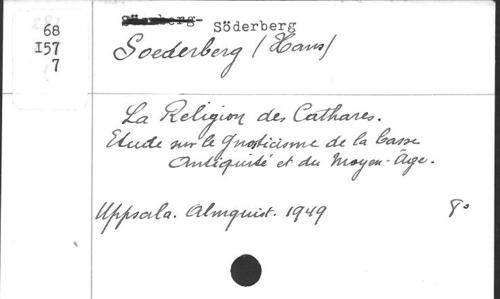 Söderberg
68
I57
7
Soederberg (Hans)
La Religion des Cathares.
Etude sur le gnosticisme de la basse
Antiquité et du Moyen-Âge.
Uppsala. Almquist. 1949 8°